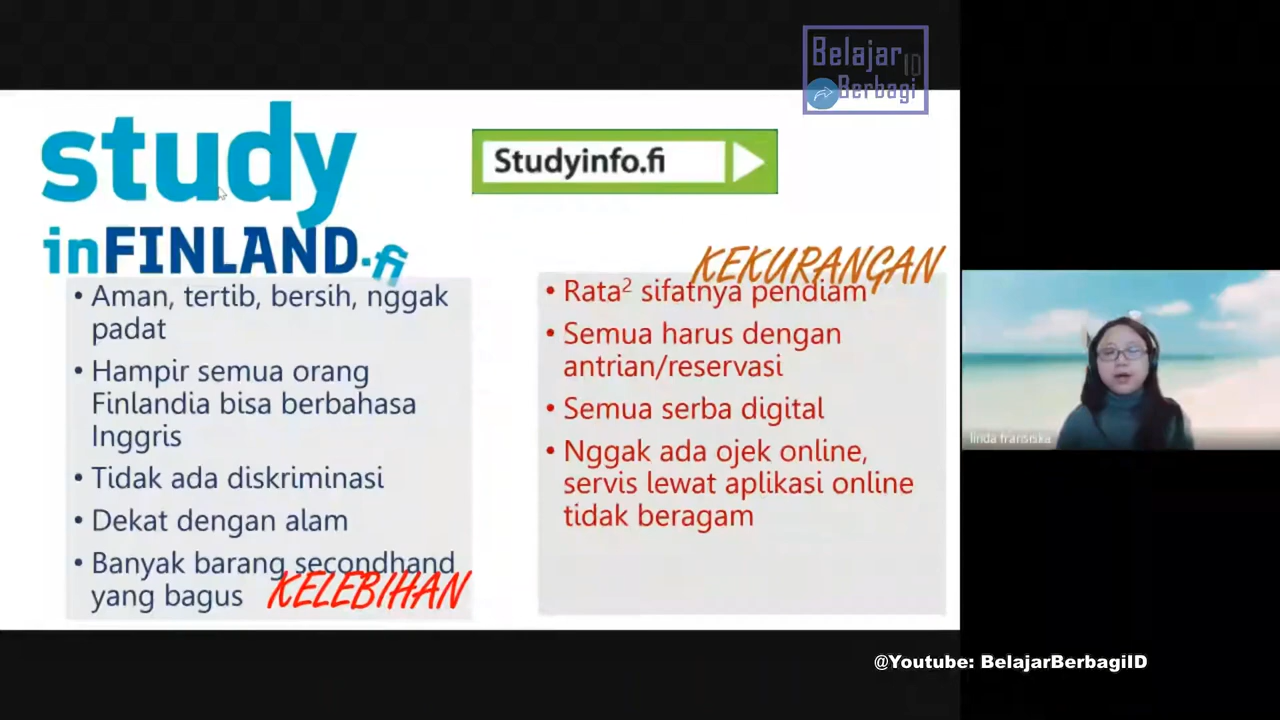 Belajar ID
Berbagi
study
inFINLAND.fi
Studyinfo.fi
• Aman, tertib, bersih, nggak
padat
• Hampir semua orang
Finlandia bisa berbahasa
Inggris
• Tidak ada diskriminasi
• Dekat dengan alam
• Banyak barang secondhand
yang bagus
KELEBIHAN
KEKURANGAN
• Rata² sifatnya pendiam
• Semua harus dengan
antrian/reservasi
• Semua serba digital
• Nggak ada ojek online,
servis lewat aplikasi online
tidak beragam
linda fransiska
@Youtube: BelajarBerbagiID